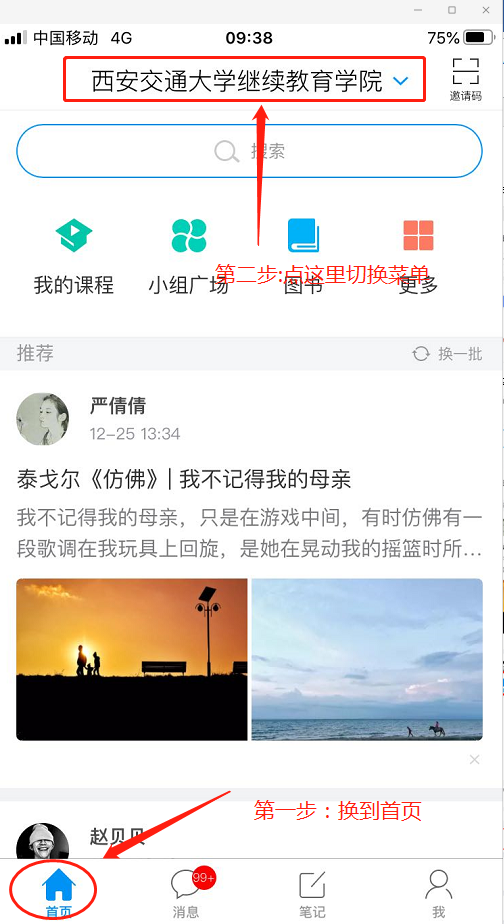 中国移动 4G 09:38 75%
西安交通大学继续教育学院
邀请码
搜索
我的课程 小组广场 图书 更多
第二步:点这里切换菜单
推荐 换一批
严倩倩
12-25 13:34
泰戈尔《仿佛》| 我不记得我的母亲
我不记得我的母亲，只是在游戏中间，有时仿佛有一
段歌调在我玩具上回旋，是她在晃动我的摇篮时所...
第一步：换到首页
赵贝贝
99+
首页 消息 笔记 我